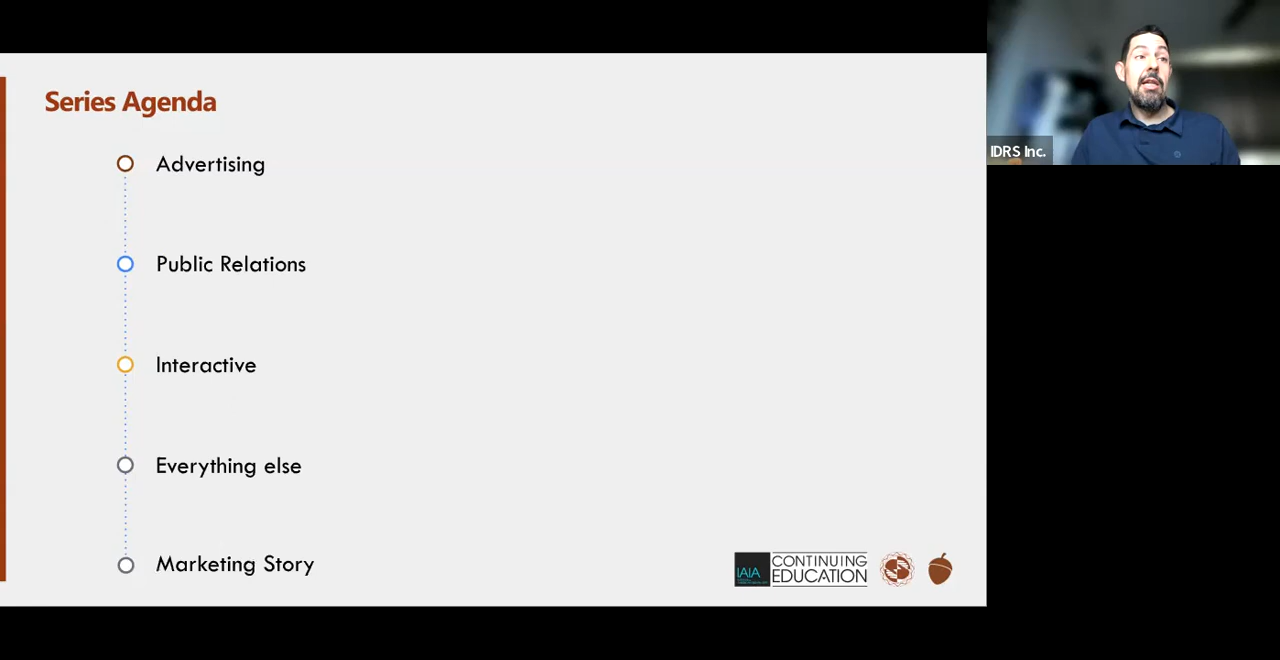 Series Agenda
Advertising
Public Relations
Interactive
Everything else
Marketing Story
IAIA
CONTINUING
EDUCATION
IDRS Inc.